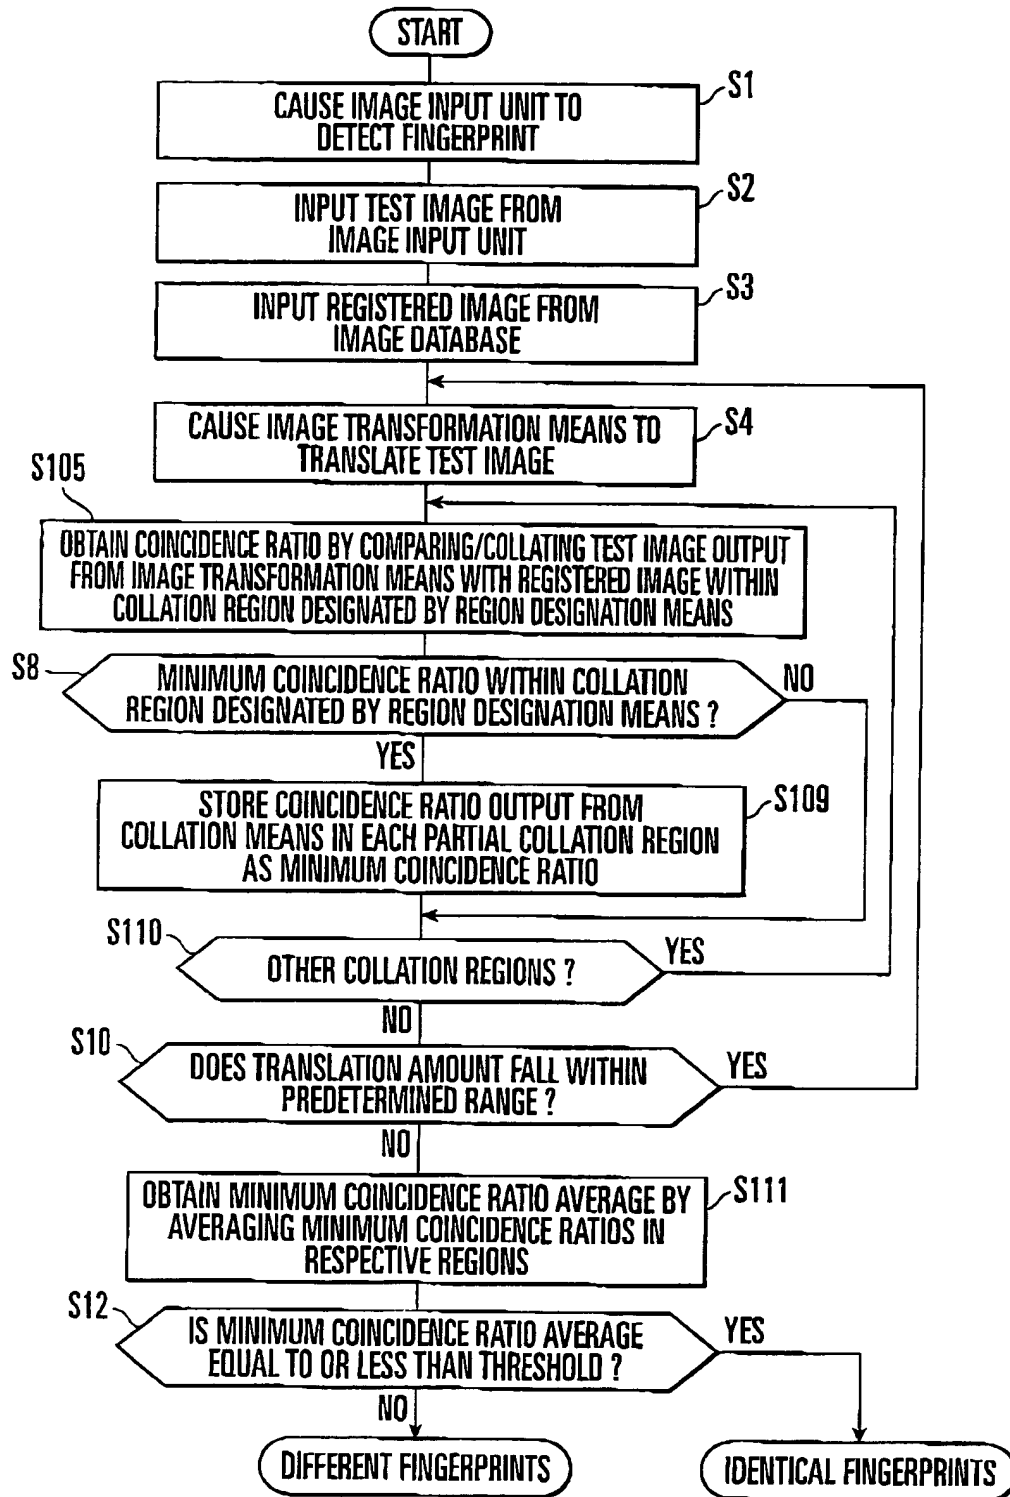 START
S1
CAUSE IMAGE INPUT UNIT TO
DETECT FINGERPRINT
S2
INPUT TEST IMAGE FROM
IMAGE INPUT UNIT
S3
INPUT REGISTERED IMAGE FROM
IMAGE DATABASE
S4
CAUSE IMAGE TRANSFORMATION MEANS TO
TRANSLATE TEST IMAGE
S105
OBTAIN COINCIDENCE RATIO BY COMPARING/COLLATING TEST IMAGE OUTPUT
FROM IMAGE TRANSFORMATION MEANS WITH REGISTERED IMAGE WITHIN
COLLATION REGION DESIGNATED BY REGION DESIGNATION MEANS
S8
MINIMUM COINCIDENCE RATIO WITHIN COLLATION
REGION DESIGNATED BY REGION DESIGNATION MEANS ?
NO
YES
S109
STORE COINCIDENCE RATIO OUTPUT FROM
COLLATION MEANS IN EACH PARTIAL COLLATION REGION
AS MINIMUM COINCIDENCE RATIO
S110
OTHER COLLATION REGIONS ?
YES
NO
S10
DOES TRANSLATION AMOUNT FALL WITHIN
PREDETERMINED RANGE ?
YES
NO
S111
OBTAIN MINIMUM COINCIDENCE RATIO AVERAGE BY
AVERAGING MINIMUM COINCIDENCE RATIOS IN
RESPECTIVE REGIONS
S12
IS MINIMUM COINCIDENCE RATIO AVERAGE
EQUAL TO OR LESS THAN THRESHOLD ?
YES
NO
DIFFERENT FINGERPRINTS
IDENTICAL FINGERPRINTS